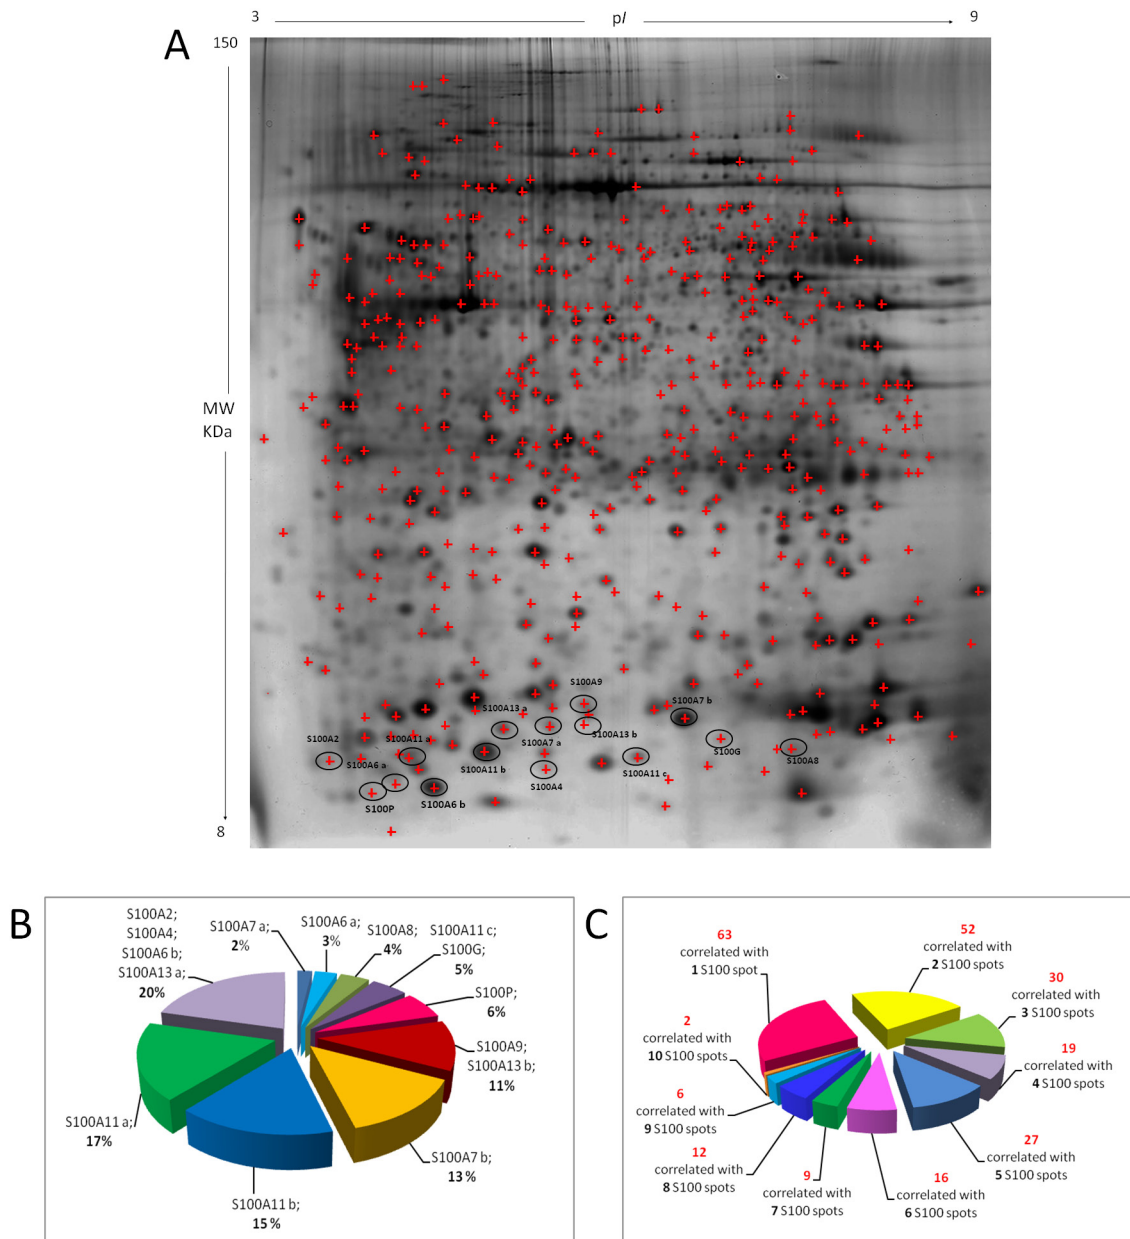 3
pI
9
A
150
MW
KDa
8
S100A9
S100A7 b
S100A13 a
S100A2
S100A11 a
S100A7 a
S100A13 b
S100G
S100A6 a
S100A11 b
S100A4
S100A11 c
S100A8
S100P
S100A6 b
B
S100A2;
S100A4;
S100A6 b;
S100A13 a;
20%
S100A7 a;
2%
S100A6 a;
3%
S100A8;
4%
S100A11 c;
S100G;
5%
S100P;
6%
S100A9;
S100A13 b;
11%
S100A7 b;
13%
S100A11 b;
15%
S100A11 a;
17%
C
63
correlated with
1 S100 spot
52
correlated with
2 S100 spots
30
correlated with
3 S100 spots
19
correlated with
4 S100 spots
27
correlated with
5 S100 spots
16
correlated with
6 S100 spots
9
correlated with
7 S100 spots
12
correlated with
8 S100 spots
6
correlated with
9 S100 spots
2
correlated with
10 S100 spots